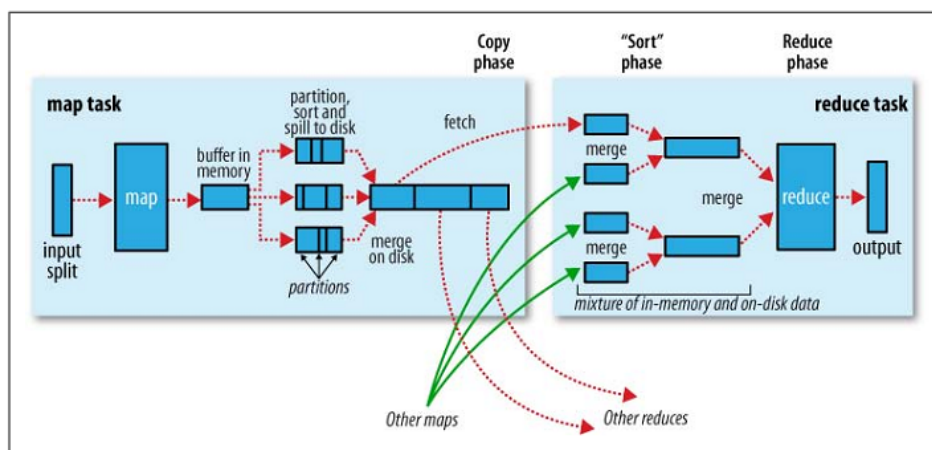 Copy
phase
"Sort"
phase
Reduce
phase
map task
partition,
sort and
spill to disk
fetch
reduce task
buffer in
memory
map
merge
merge
reduce
input
split
merge
on disk
merge
output
partitions
mixture of in-memory and on-disk data
Other maps
Other reduces